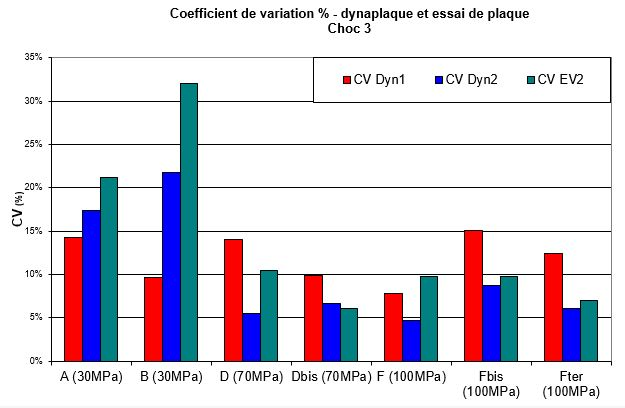 Coefficient de variation % - dynaplaque et essai de plaque
Choc 3
CV Dyn1 CV Dyn2 CV EV2
35%
30%
25%
20%
15%
10%
5%
0%
CV (%)
A (30MPa) B (30MPa) D (70MPa) Dbis (70MPa) F (100MPa) Fbis Fter
(100MPa) (100MPa)